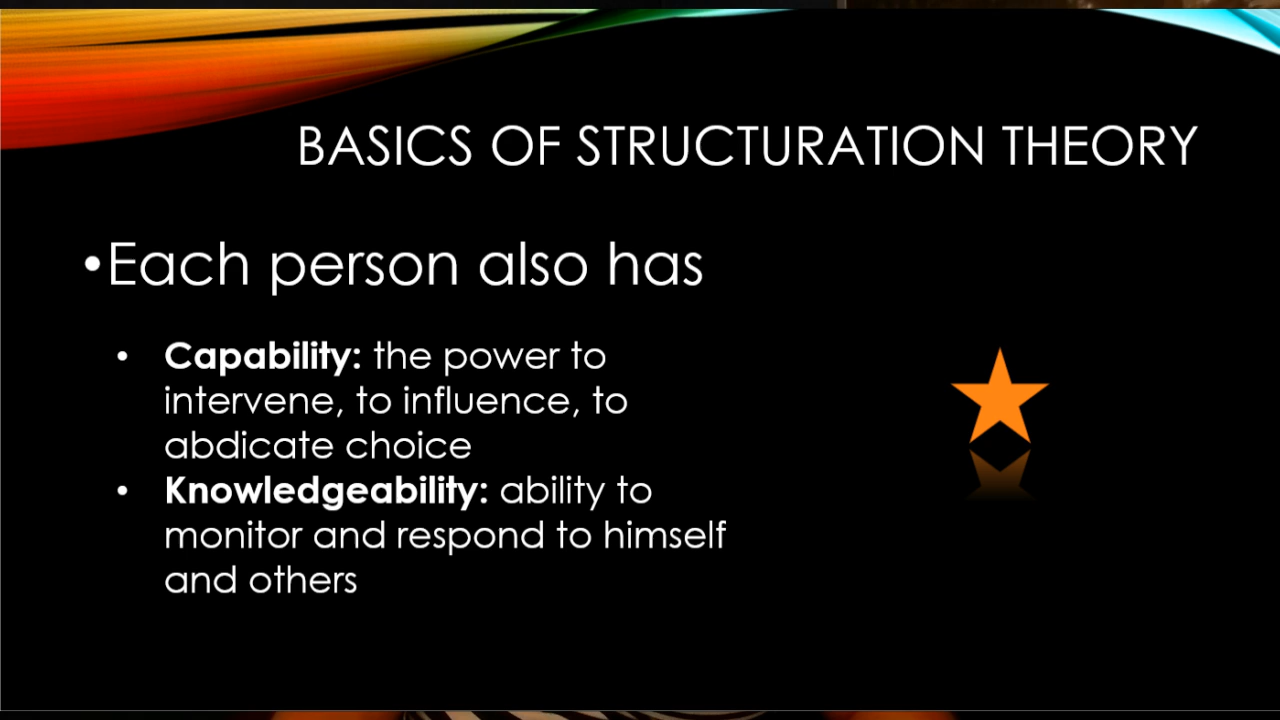 BASICS OF STRUCTURATION THEORY
•Each person also has
• Capability: the power to
intervene, to influence, to
abdicate choice
• Knowledgeability: ability to
monitor and respond to himself
and others